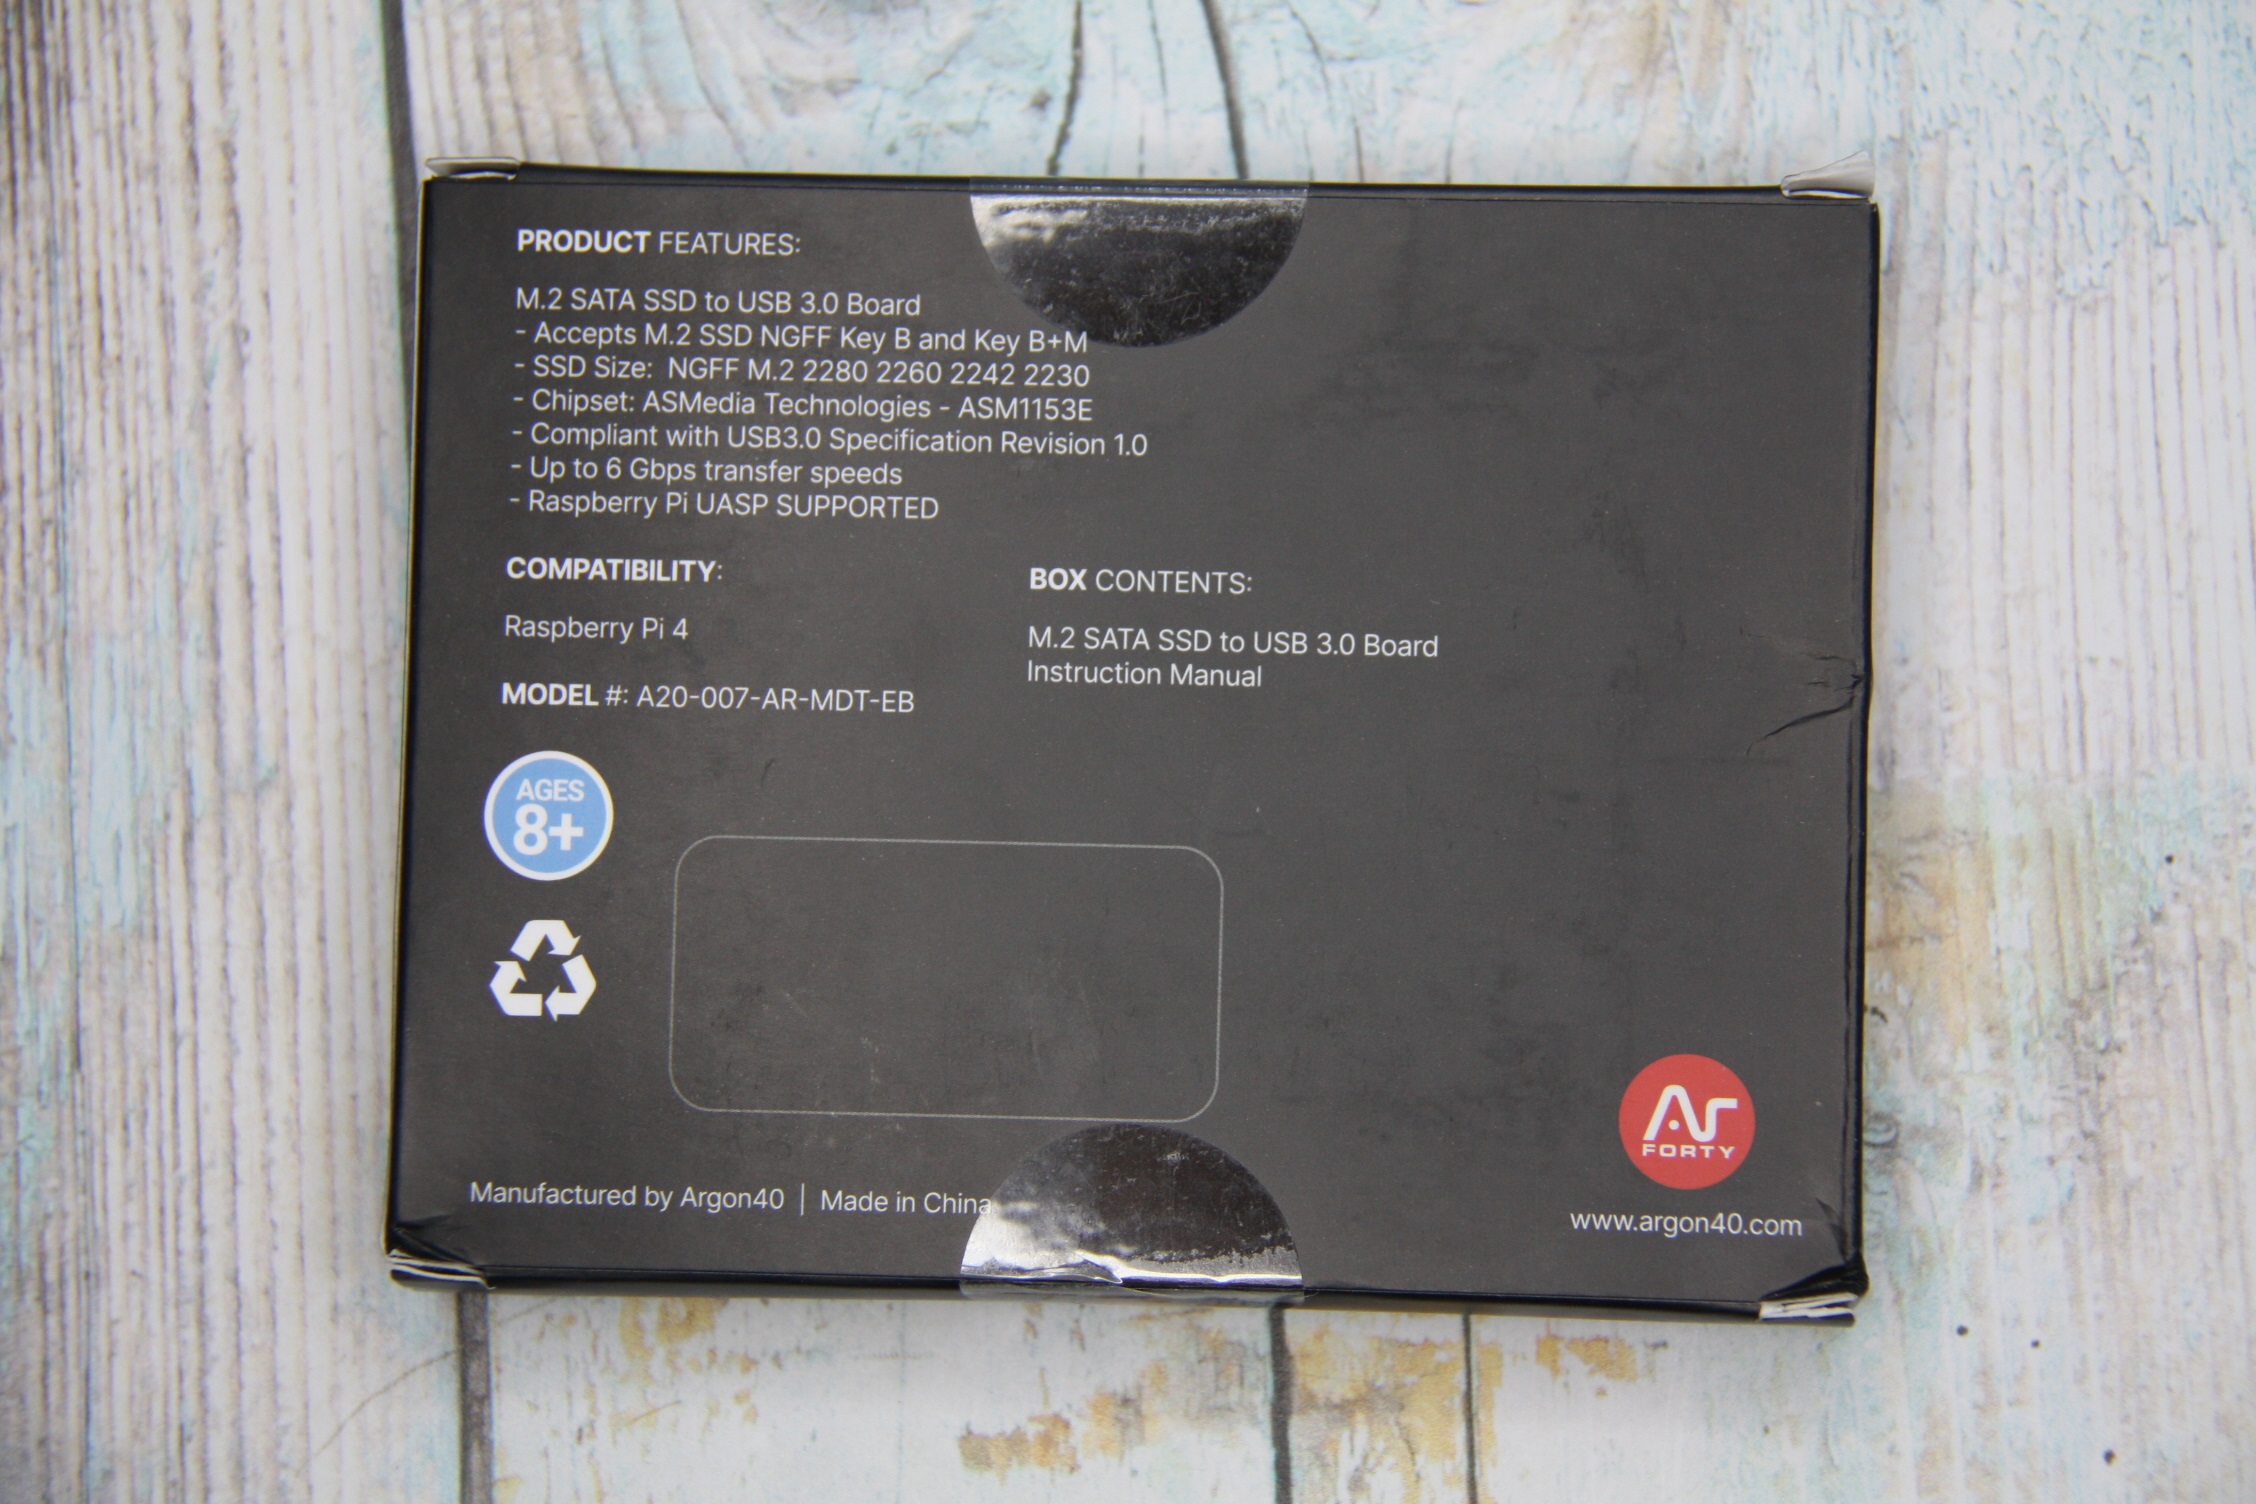 PRODUCT FEATURES:
M.2 SATA SSD to USB 3.0 Board
- Accepts M.2 SSD NGFF Key B and Key B+M
- SSD Size:  NGFF M.2 2280 2260 2242 2230
- Chipset: ASMedia Technologies - ASM1153E
- Compliant with USB3.0 Specification Revision 1.0
- Up to 6 Gbps transfer speeds
- Raspberry Pi UASP SUPPORTED
COMPATIBILITY:
Raspberry Pi 4
MODEL #: A20-007-AR-MDT-EB
BOX CONTENTS:
M.2 SATA SSD to USB 3.0 Board
Instruction Manual
AGES
8+
Ar
FORTY
Manufactured by Argon40 | Made in China
www.argon40.com